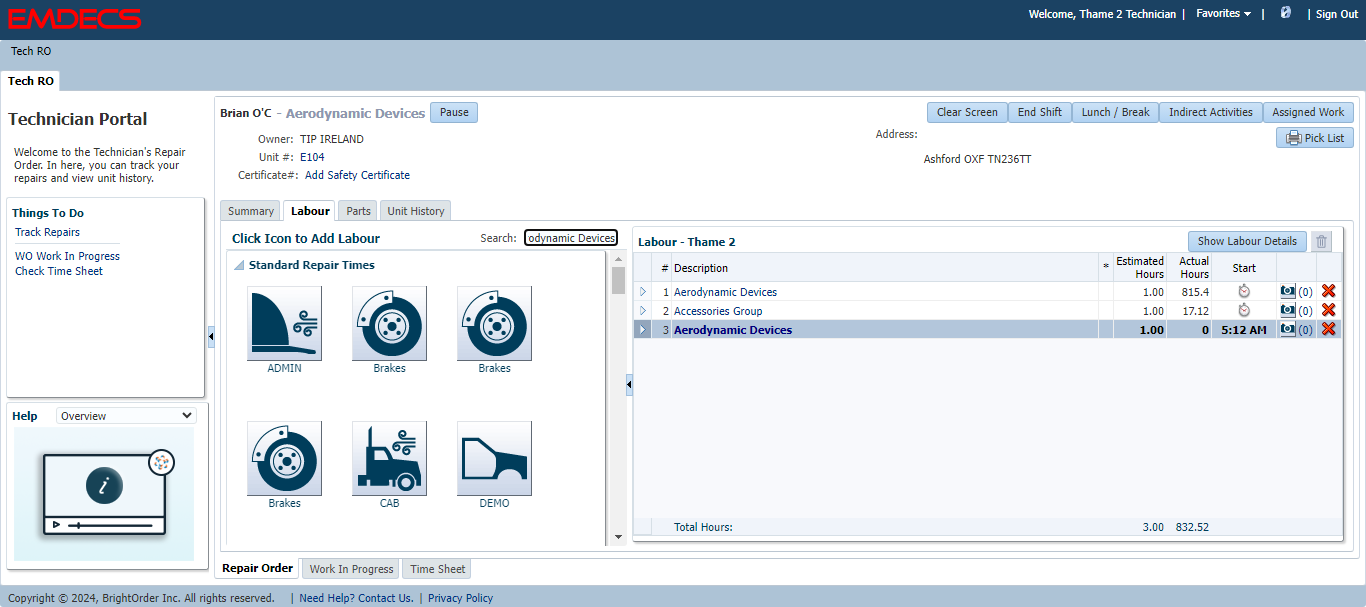 EMDECS
Welcome, Thame 2 Technician | Favorites | | Sign Out
Tech RO
Tech RO
Technician Portal
Welcome to the Technician's Repair
Order. In here, you can track your
repairs and view unit history.
Things To Do
Track Repairs
WO Work In Progress
Check Time Sheet
Help Overview
i
Brian O'C - Aerodynamic Devices Pause
Clear Screen End Shift Lunch / Break Indirect Activities Assigned Work
Owner: TIP IRELAND
Address:
Pick List
Unit #: E104
Ashford OXF TN236TT
Certificate#: Add Safety Certificate
Summary Labour Parts Unit History
Click Icon to Add Labour Search: odynamic Devices
Standard Repair Times
ADMIN Brakes Brakes
Brakes CAB DEMO
Labour - Thame 2 Show Labour Details
# Description * Estimated Hours Actual Hours Start
1 Aerodynamic Devices 1.00 815.4 (0)
2 Accessories Group 1.00 17.12 (0)
3 Aerodynamic Devices 1.00 0 5:12 AM (0)
Total Hours: 3.00 832.52
Repair Order Work In Progress Time Sheet
Copyright © 2024, BrightOrder Inc. All rights reserved. | Need Help? Contact Us. | Privacy Policy